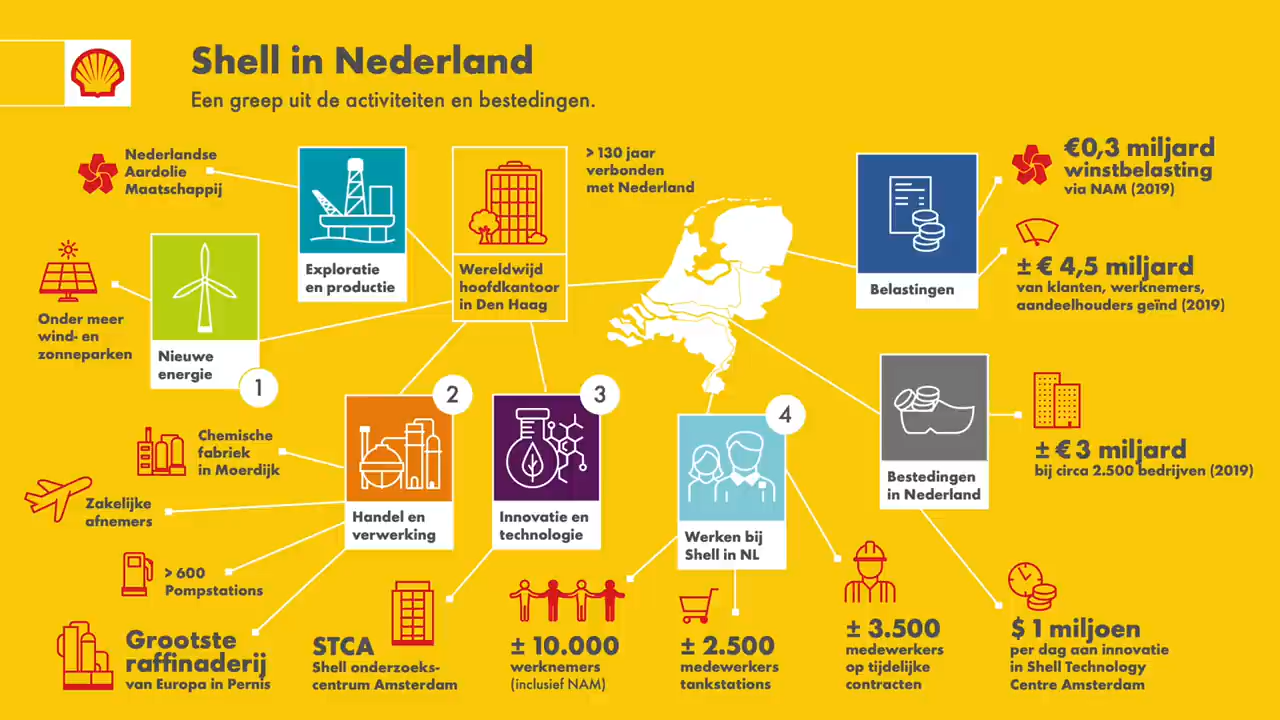 Shell in Nederland
Een greep uit de activiteiten en bestedingen.
Nederlandse
Aardolie
Maatschappij
Exploratie
en productie
Wereldwijd
hoofdkantoor
in Den Haag
> 130 jaar
verbonden
met Nederland
Belastingen
€0,3 miljard
winstbelasting
via NAM (2019)
± € 4,5 miljard
van klanten, werknemers,
aandeelhouders geïnd (2019)
Onder meer
wind- en
zonneparken
Nieuwe
energie
1
2
3
4
Chemische
fabriek
in Moerdijk
Zakelijke
afnemers
> 600
Pompstations
Grootste
raffinaderij
van Europa in Pernis
Handel en
verwerking
Innovatie en
technologie
STCA
Shell onderzoeks-
centrum Amsterdam
Werken bij
Shell in NL
± 10.000
werknemers
(inclusief NAM)
± 2.500
medewerkers
tankstations
± 3.500
medewerkers
op tijdelijke
contracten
Bestedingen
in Nederland
± € 3 miljard
bij circa 2.500 bedrijven (2019)
$ 1 miljoen
per dag aan innovatie
in Shell Technology
Centre Amsterdam